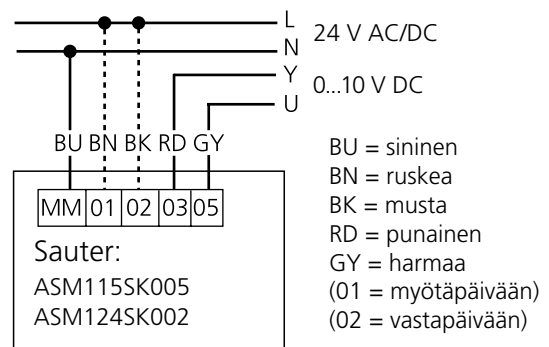 L
N
24 V AC/DC
Y
U
0...10 V DC
BU BN BK RD GY
MM 01 02 03 05
Sauter:
ASM115SK005
ASM124SK002
BU = sininen
BN = ruskea
BK = musta
RD = punainen
GY = harmaa
(01 = myötäpäivään)
(02 = vastapäivään)